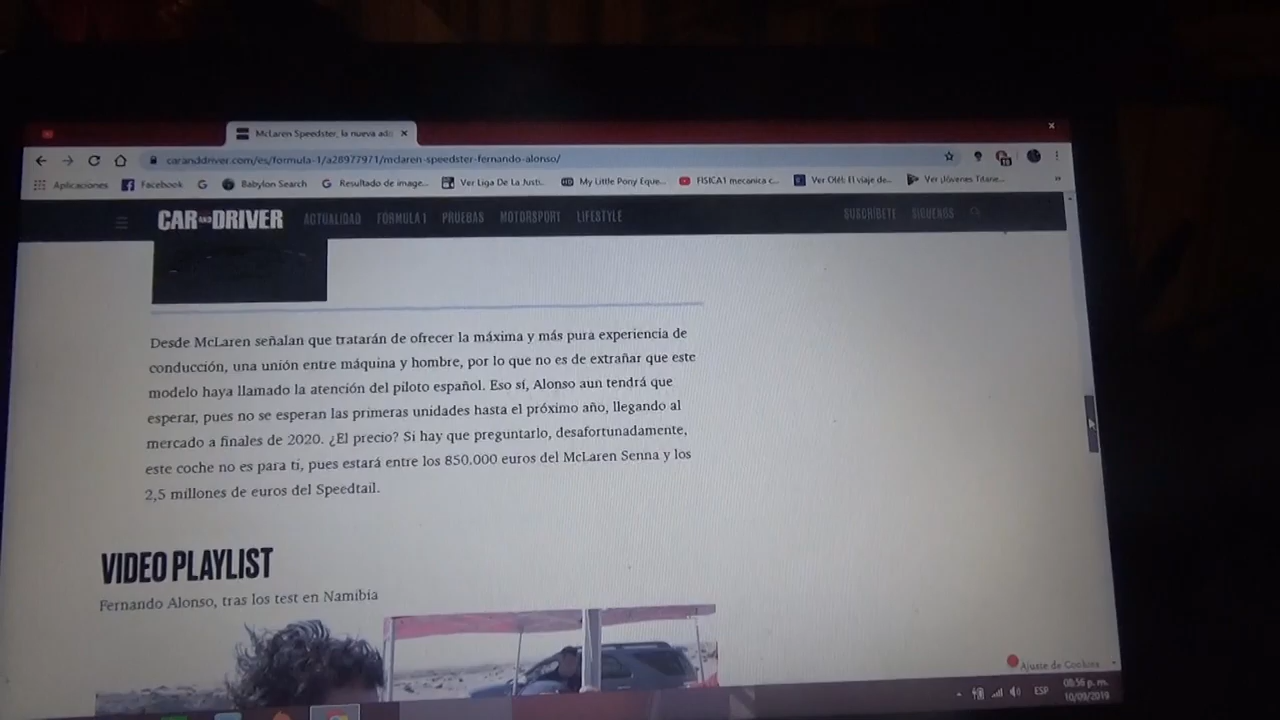 McLaren Speedster, la nueva ado
caranddriver.com/es/formula-1/a28977971/mclaren-speedster-fernando-alonso/
Aplicaciones Facebook Babylon Search Resultado de image... Ver Liga De La Justi... My Little Pony Eque... FISICA1 mecanica c... Ver Olé!: El viaje de... Ver ¡Jóvenes Titane... »
CAR AND DRIVER ACTUALIDAD FÓRMULA 1 PRUEBAS MOTORSPORT LIFESTYLE SUSCRÍBETE SÍGUENOS
Desde McLaren señalan que tratarán de ofrecer la máxima y más pura experiencia de
conducción, una unión entre máquina y hombre, por lo que no es de extrañar que este
modelo haya llamado la atención del piloto español. Eso sí, Alonso aun tendrá que
esperar, pues no se esperan las primeras unidades hasta el próximo año, llegando al
mercado a finales de 2020. ¿El precio? Si hay que preguntarlo, desafortunadamente,
este coche no es para ti, pues estará entre los 850.000 euros del McLaren Senna y los
2,5 millones de euros del Speedtail.
VIDEO PLAYLIST
Fernando Alonso, tras los test en Namibia
Ajuste de Cookies
ESP 08:56 p. m.
10/09/2019